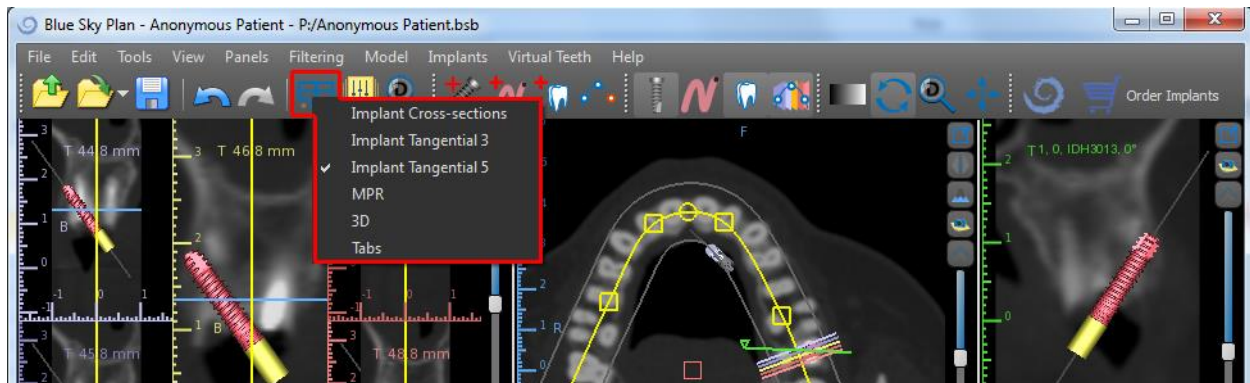 Blue Sky Plan - Anonymous Patient - P:/Anonymous Patient.bsb
File Edit Tools View Panels Filtering Model Implants Virtual Teeth Help
Order Implants
Implant Cross-sections
Implant Tangential 3
Implant Tangential 5
MPR
3D
Tabs
T 44.8 mm
T 46.8 mm
F
T 1, 0, IDH3013, 0°
B
B
R
T 45.8 mm
T 48.8 mm